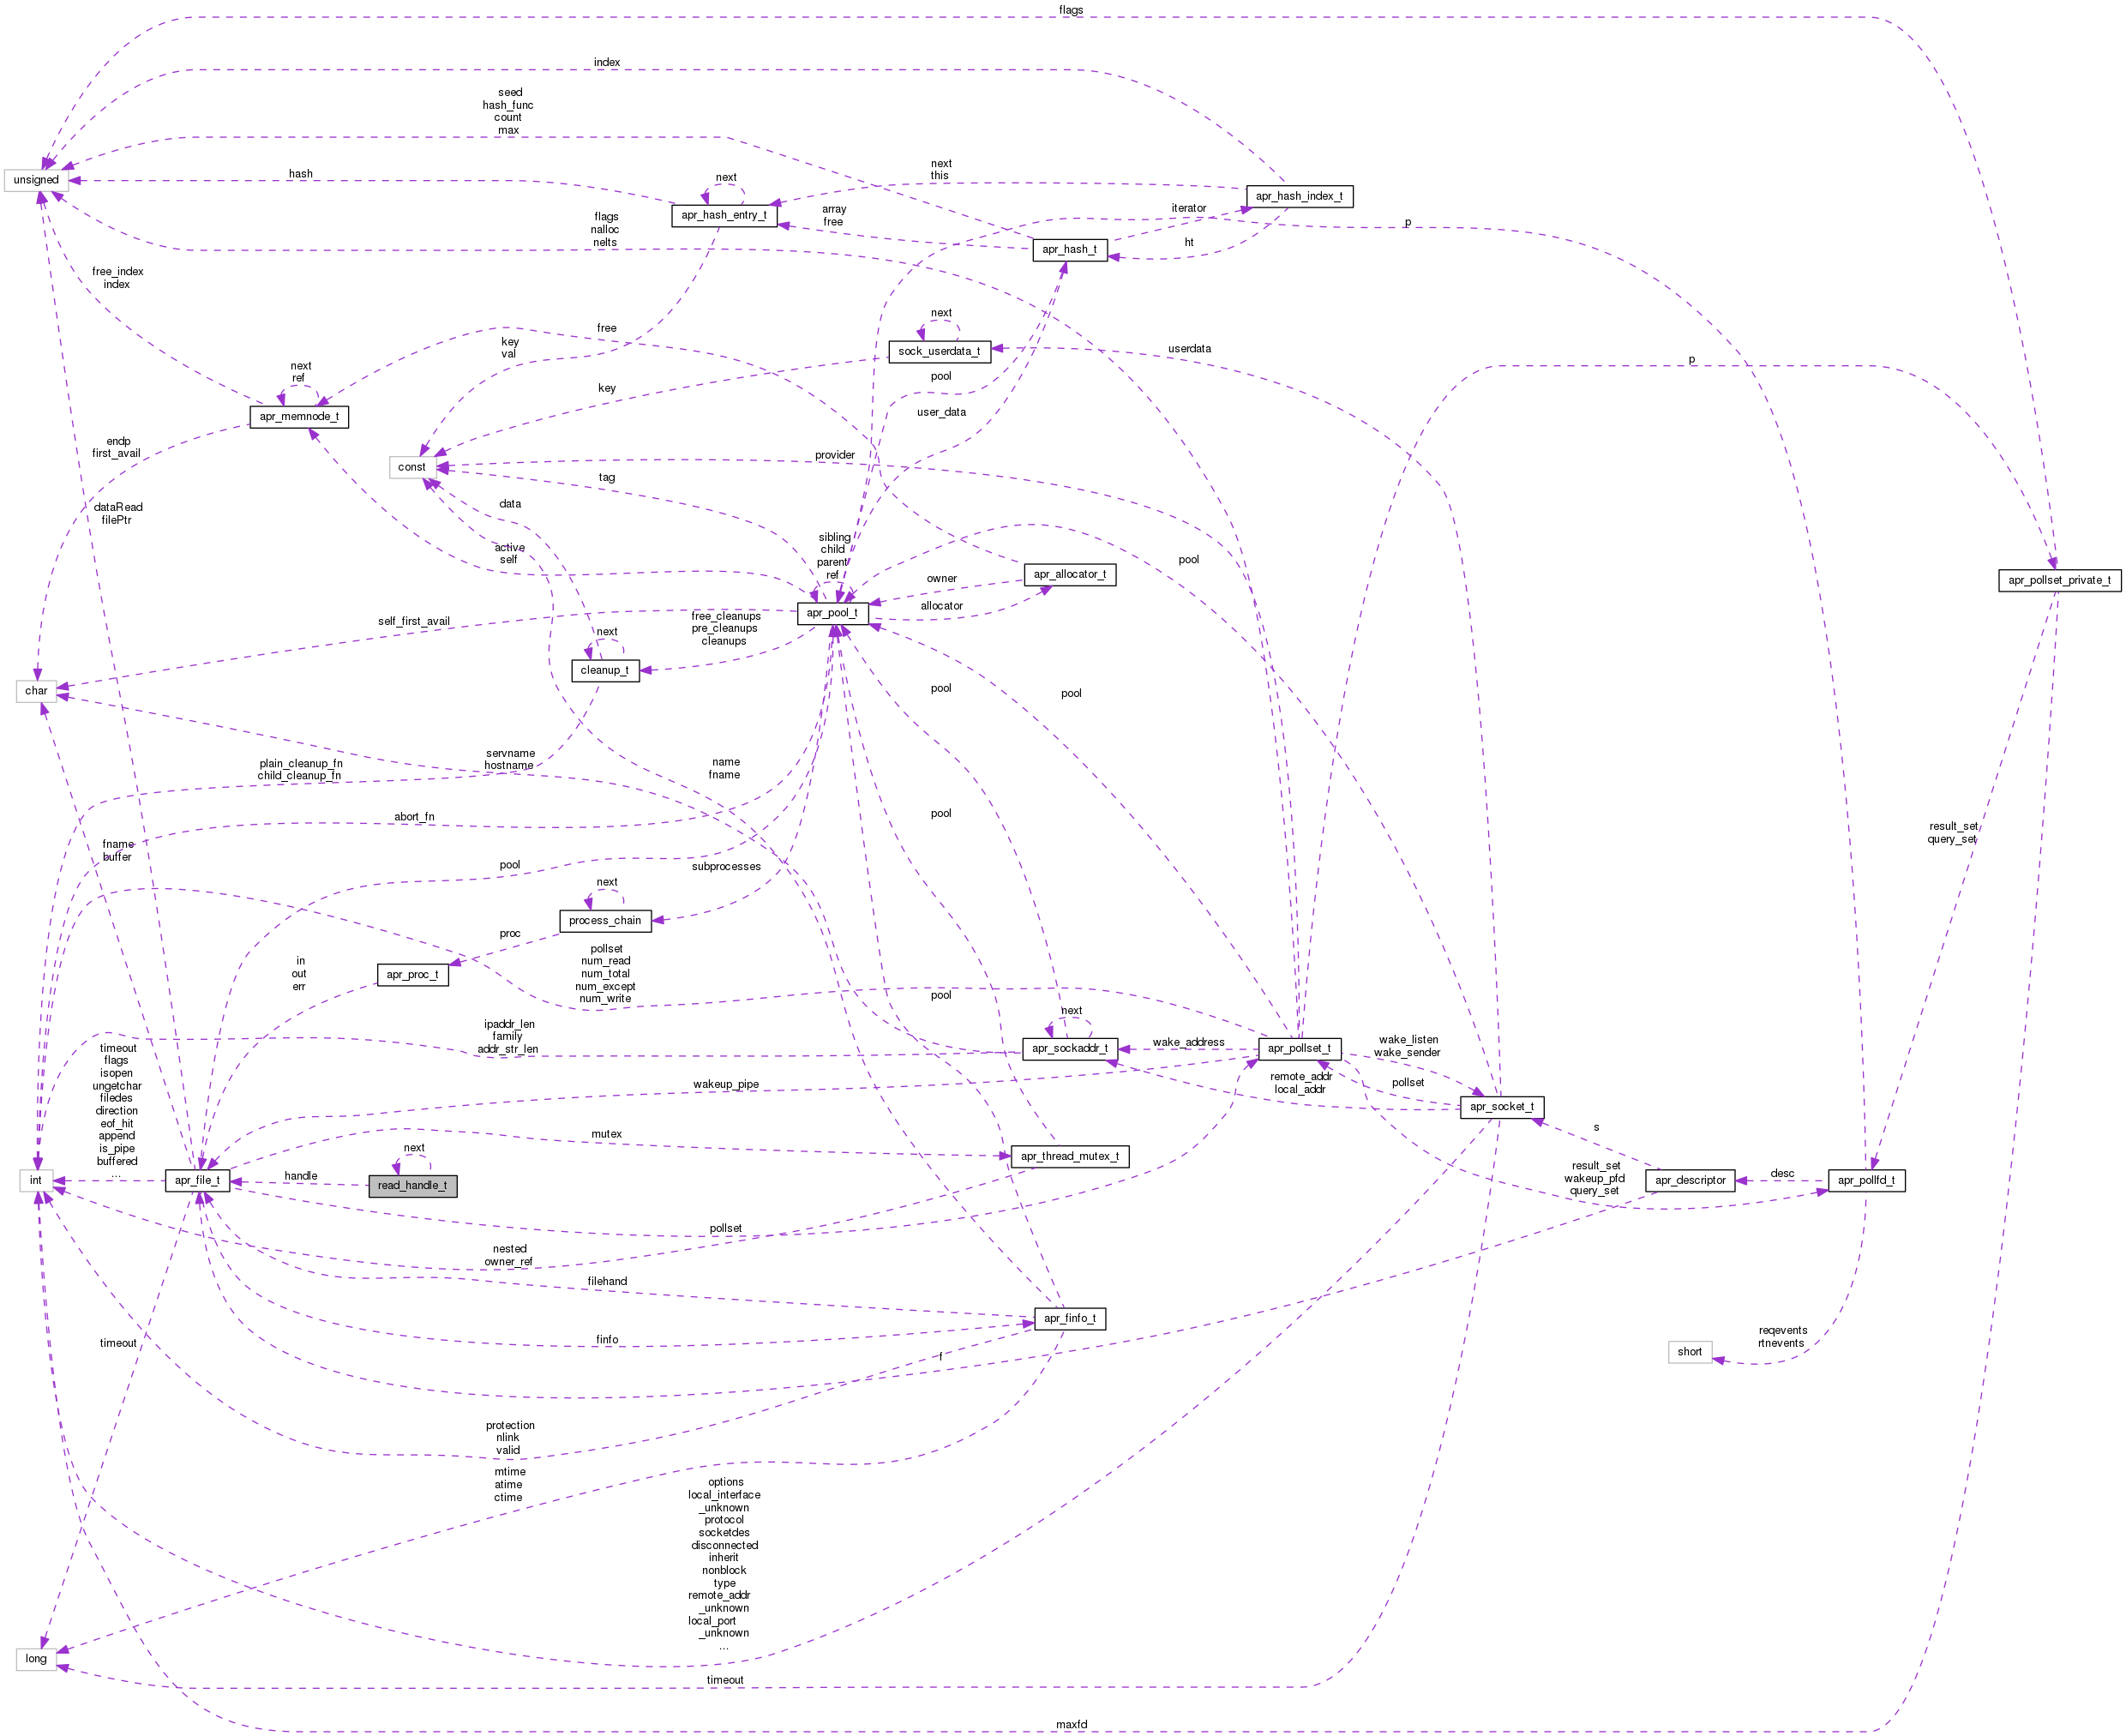 flags
index
seed
hash_func
count
max
next
this
hash
next
unsigned
apr_hash_index_t
array
free
iterator
apr_hash_entry_t
flags
nalloc
nelts
p
ht
apr_hash_t
free_index
index
next
free
key
val
userdata
sock_userdata_t
p
next
ref
pool
key
user_data
apr_memnode_t
endp
first_avail
provider
const
tag
dataRead
filePtr
data
active
self
sibling
child
parent
ref
pool
apr_allocator_t
owner
apr_pollset_private_t
allocator
apr_pool_t
self_first_avail
free_cleanups
pre_cleanups
cleanups
next
cleanup_t
char
pool
pool
servname
hostname
name
fname
plain_cleanup_fn
child_cleanup_fn
abort_fn
pool
result_set
query_set
fname
buffer
pool
subprocesses
next
process_chain
proc
pollset
num_read
num_total
num_except
num_write
in
out
err
apr_proc_t
pool
next
ipaddr_len
family
addr_str_len
apr_sockaddr_t
wake_address
apr_pollset_t
wake_listen
wake_sender
timeout
flags
isopen
ungetchar
filedes
direction
eof_hit
append
is_pipe
buffered
...
wakeup_pipe
remote_addr
local_addr
pollset
apr_socket_t
s
mutex
next
apr_thread_mutex_t
int
apr_file_t
handle
read_handle_t
result_set
wakeup_pfd
query_set
apr_descriptor
desc
apr_pollfd_t
pollset
nested
owner_ref
filehand
apr_finfo_t
finfo
timeout
f
short
reqevents
rtnevents
protection
nlink
valid
mtime
atime
ctime
options
local_interface
_unknown
protocol
socketdes
disconnected
inherit
nonblock
type
remote_addr
_unknown
local_port
_unknown
...
long
timeout
maxfd